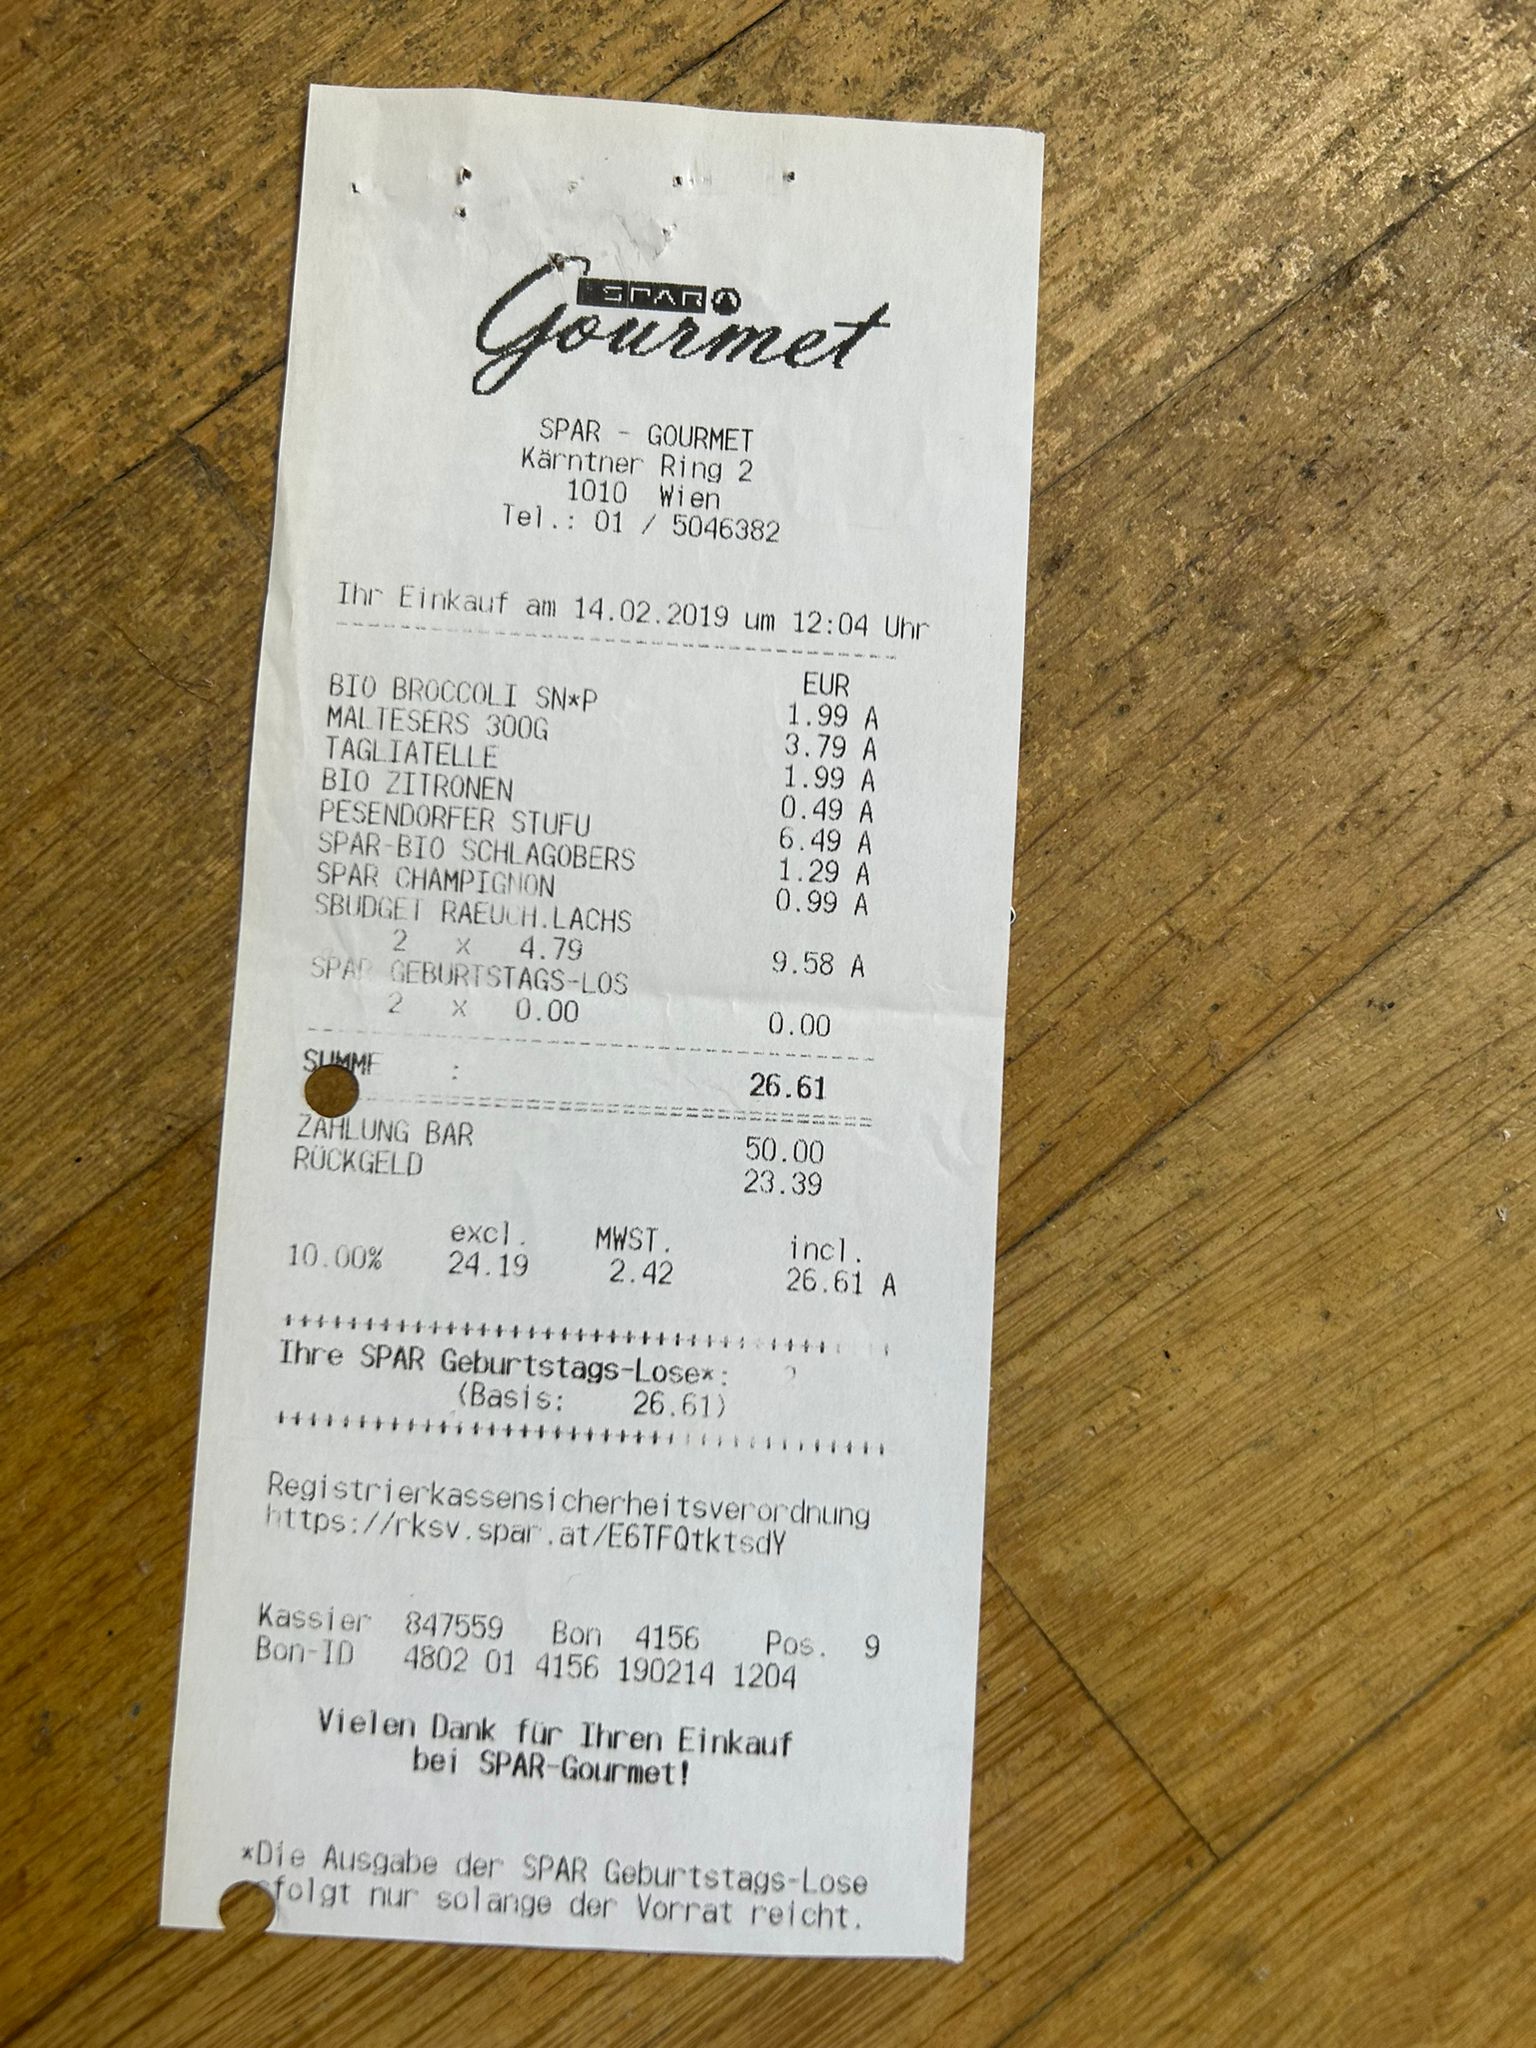 SPAR
Gourmet
SPAR - GOURMET
Kärntner Ring 2
1010 Wien
Tel.: 01 / 5046382
Ihr Einkauf am 14.02.2019 um 12:04 Uhr
EUR
BIO BROCCOLI SN*P 1.99 A
MALTESERS 300G 3.79 A
TAGLIATELLE 1.99 A
BIO ZITRONEN 0.49 A
PESENDORFER STUFU 6.49 A
SPAR-BIO SCHLAGOBERS 1.29 A
SPAR CHAMPIGNON 0.99 A
SBUDGET RAEUCH.LACHS
2 x 4.79 9.58 A
SPAR GEBURTSTAGS-LOS
2 x 0.00 0.00
SUMME : 26.61
ZAHLUNG BAR 50.00
RÜCKGELD 23.39
excl. MWST. incl.
10.00% 24.19 2.42 26.61 A
Ihre SPAR Geburtstags-Lose*: 2
(Basis: 26.61)
Registrierkassensicherheitsverordnung
https://rksv.spar.at/E6TFQtktsdY
Kassier 847559 Bon 4156 Pos. 9
Bon-ID 4802 01 4156 190214 1204
Vielen Dank für Ihren Einkauf
bei SPAR-Gourmet!
*Die Ausgabe der SPAR Geburtstags-Lose
nur solange der Vorrat reicht.